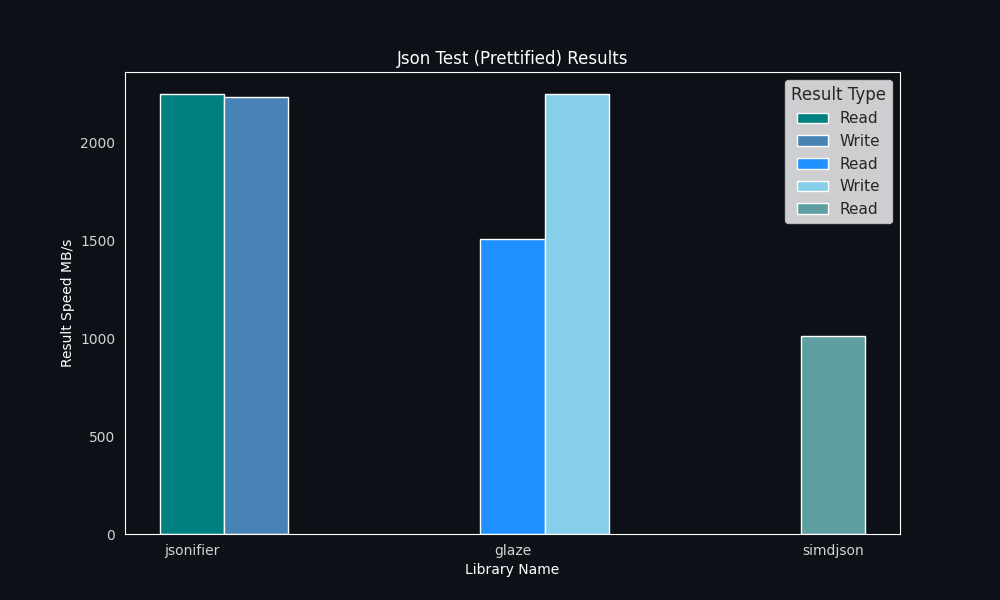 Json Test (Prettified) Results
Result Type
Read
Write
Read
Write
Read
2000
1500
1000
500
0
Result Speed MB/s
jsonifier
glaze
simdjson
Library Name